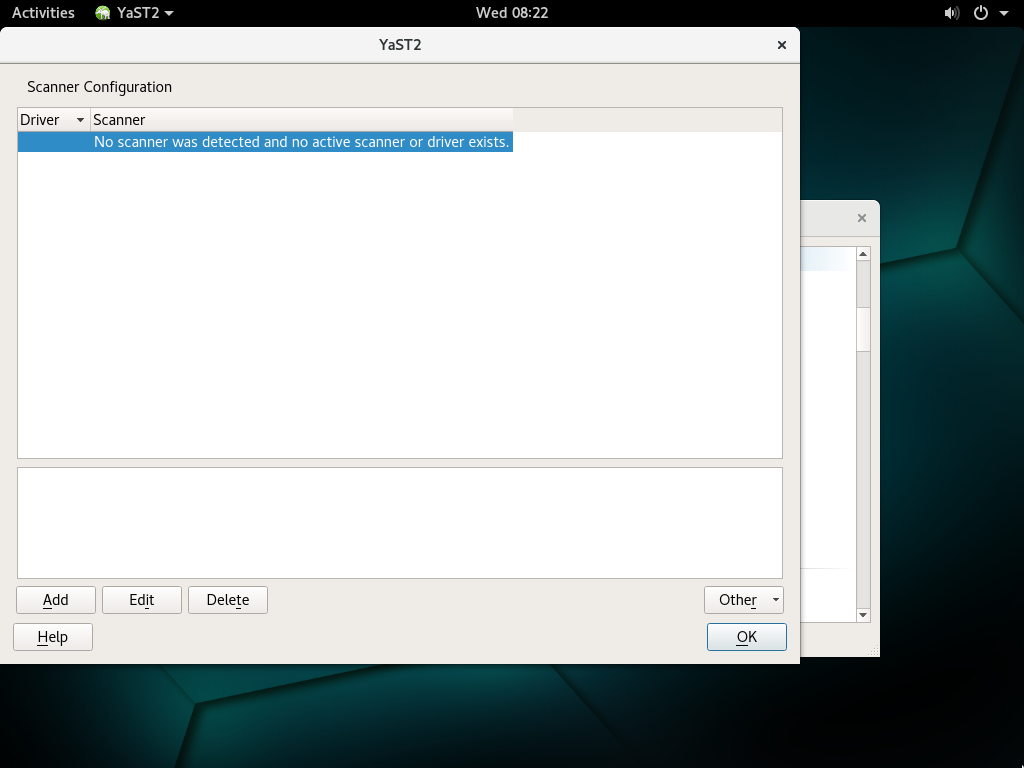 Activities YaST2 Wed 08:22
YaST2
Scanner Configuration
Driver Scanner
No scanner was detected and no active scanner or driver exists.
Add Edit Delete Other
Help OK